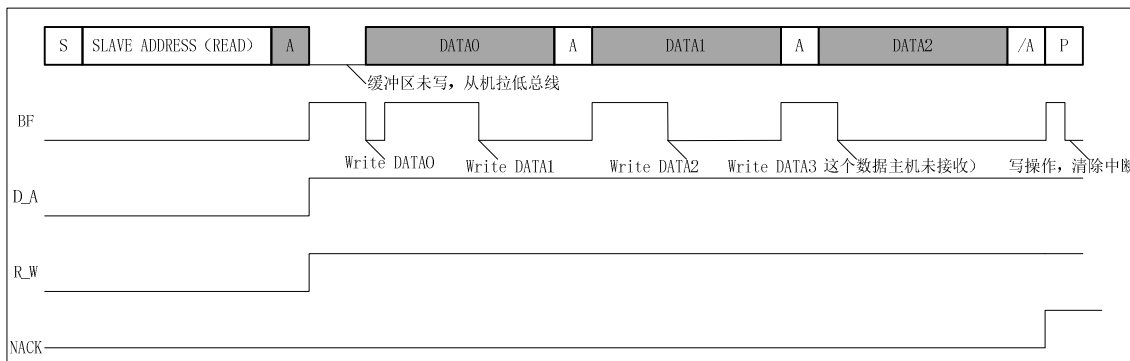 S SLAVE ADDRESS (READ) A DATA0 A DATA1 A DATA2 /A P
缓冲区未写，从机拉低总线
BF
Write DATA0 Write DATA1 Write DATA2 Write DATA3 这个数据主机未接收） 写操作，清除中断
D_A
R_W
NACK